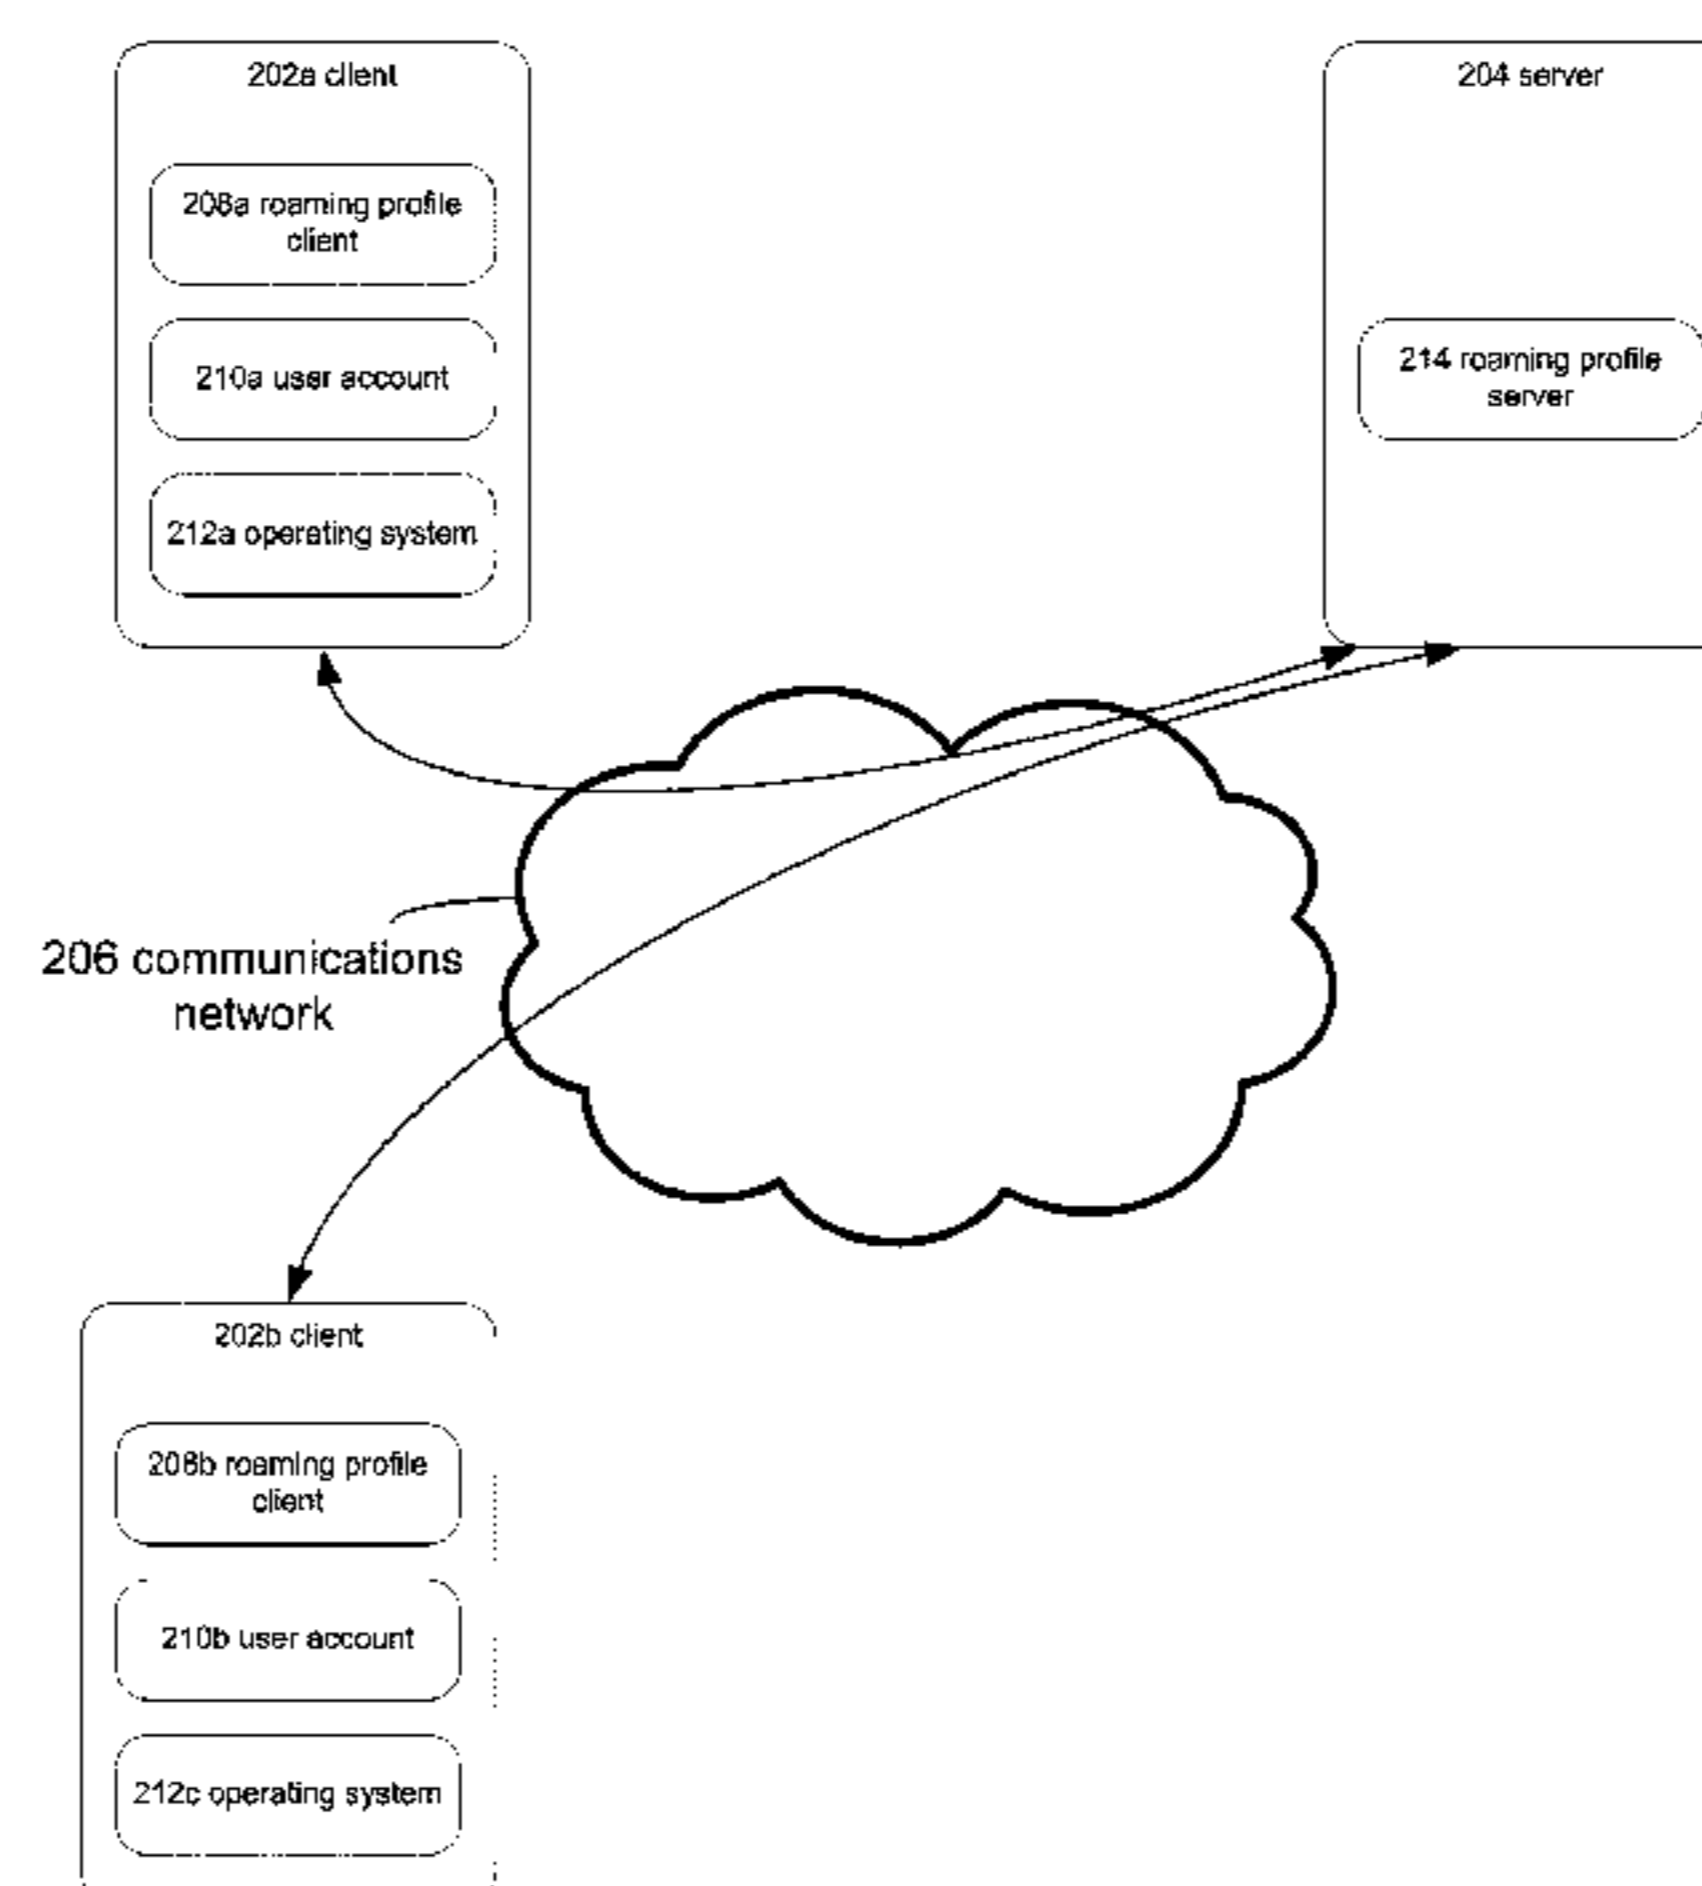 202a client
208a roaming profile
client
210a user account
212a operating system
204 server
214 roaming profile
server
206 communications
network
202b client
208b roaming profile
client
210b user account
212c operating system